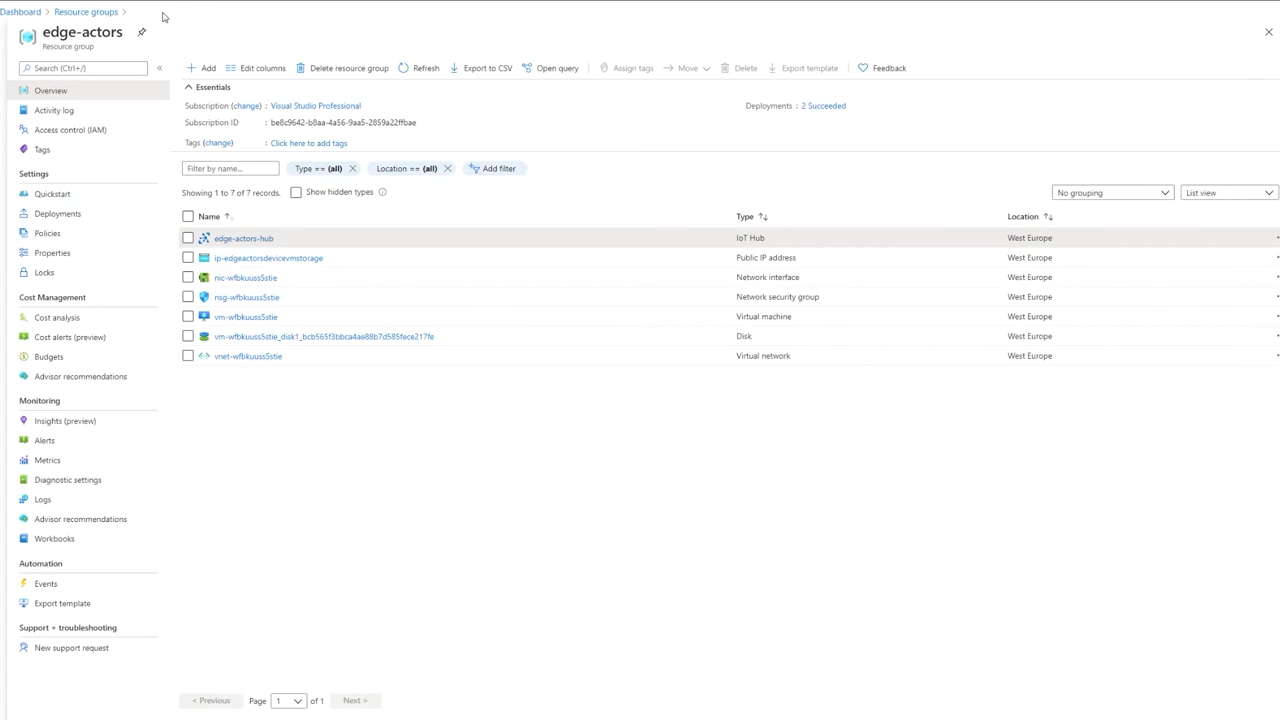 Dashboard > Resource groups >
edge-actors
Resource group
Search (Ctrl+/) «
Add Edit columns Delete resource group Refresh Export to CSV Open query Assign tags Move Delete Export template Feedback
Essentials
Subscription (change) : Visual Studio Professional Deployments : 2 Succeeded
Subscription ID : be8c9642-b8aa-4a56-9aa5-2859a22ffbae
Tags (change) : Click here to add tags
Filter by name... Type == (all) Location == (all) Add filter
Showing 1 to 7 of 7 records. Show hidden types No grouping List view
Name Type Location
edge-actors-hub IoT Hub West Europe
ip-edgeactorsdevicevmstorage Public IP address West Europe
nic-wfbkuuss5stie Network interface West Europe
nsg-wfbkuuss5stie Network security group West Europe
vm-wfbkuuss5stie Virtual machine West Europe
vm-wfbkuuss5stie_disk1_bcb565f3bbca4ae88b7d585fece217fe Disk West Europe
vnet-wfbkuuss5stie Virtual network West Europe
Overview
Activity log
Access control (IAM)
Tags
Settings
Quickstart
Deployments
Policies
Properties
Locks
Cost Management
Cost analysis
Cost alerts (preview)
Budgets
Advisor recommendations
Monitoring
Insights (preview)
Alerts
Metrics
Diagnostic settings
Logs
Advisor recommendations
Workbooks
Automation
Events
Export template
Support + troubleshooting
New support request
< Previous Page 1 of 1 Next >